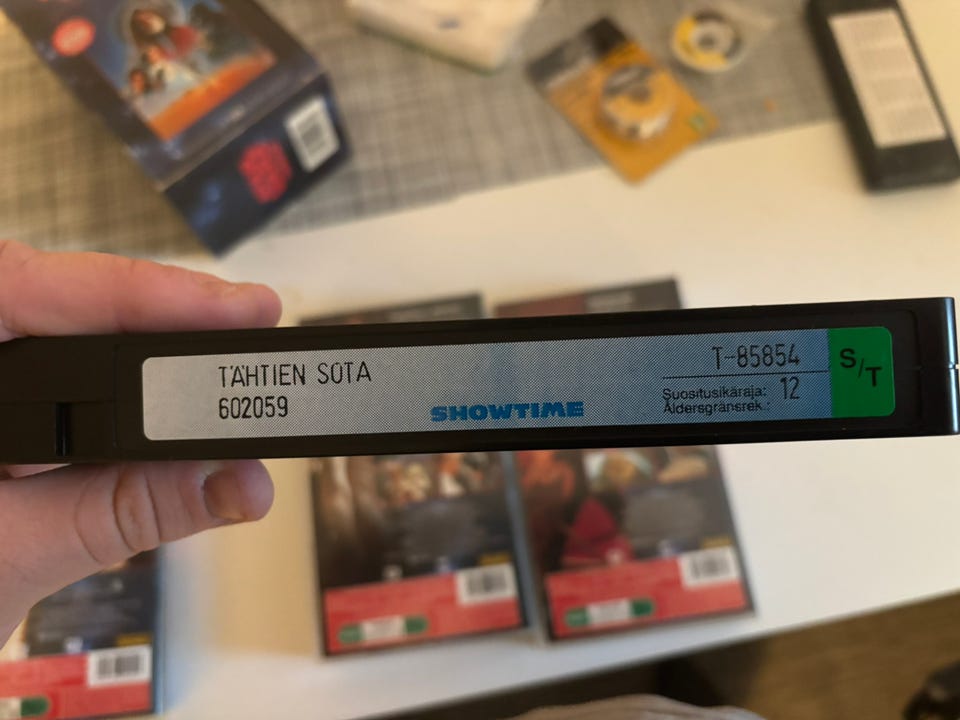 TÄHTIEN SOTA
602059
SHOWTIME
T-85854
Suositusikäraja: 12
Åldersgränsrek.:
S/T